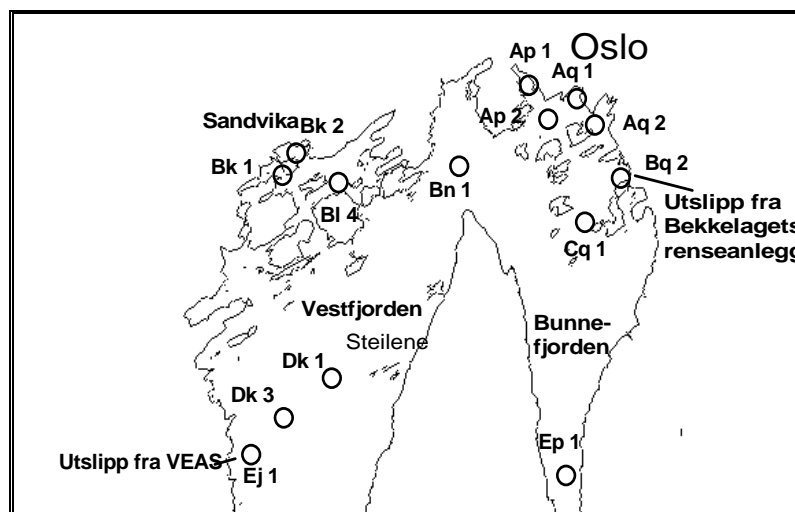 Oslo
Ap 1
Aq 1
Ap 2
Aq 2
Sandvika
Bk 2
Bk 1
Bn 1
Bq 2
Bl 4
Utslipp fra
Bekkelagets
renseanlegg
Cq 1
Vestfjorden
Steilene
Bunne-
fjorden
Dk 1
Dk 3
Utslipp fra VEAS
Ej 1
Ep 1